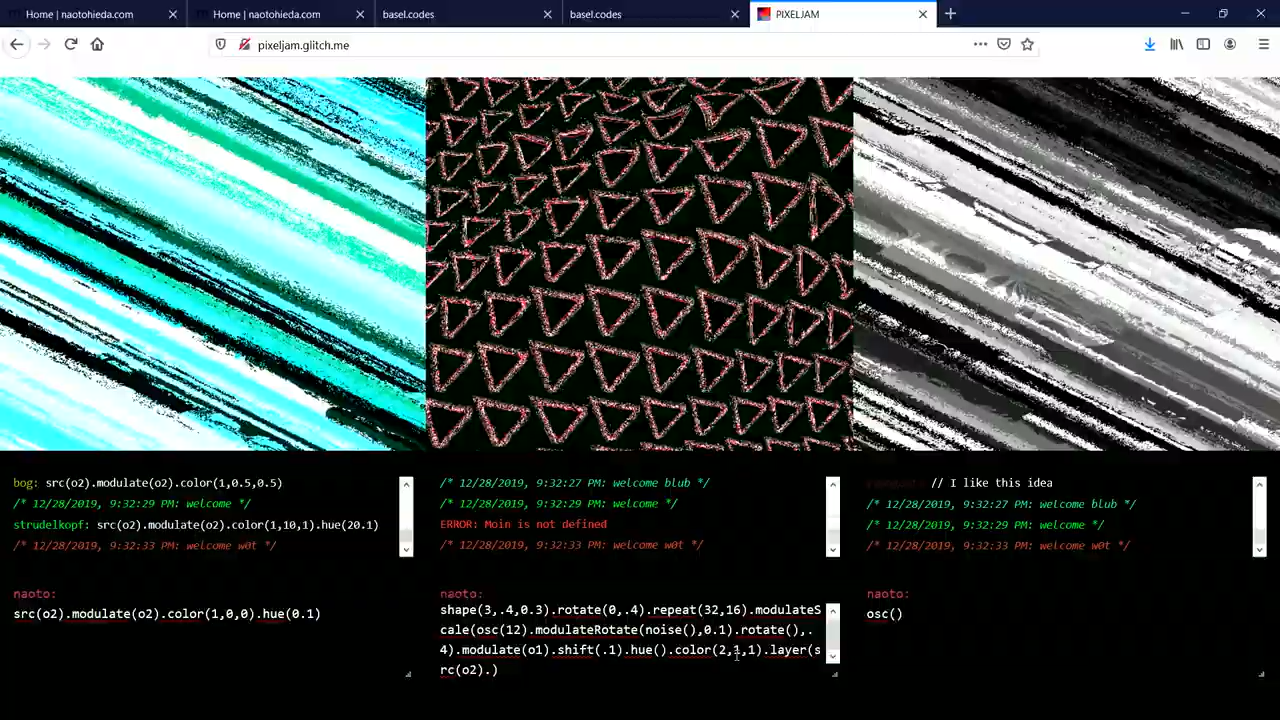 Home | naotohieda.com
Home | naotohieda.com
basel.codes
basel.codes
PIXELJAM
pixeljam.glitch.me
bog: src(o2).modulate(o2).color(1,0.5,0.5)
/* 12/28/2019, 9:32:29 PM: welcome */
strudelkopf: src(o2).modulate(o2).color(1,10,1).hue(20.1)
/* 12/28/2019, 9:32:33 PM: welcome w0t */
naoto:
src(o2).modulate(o2).color(1,0,0).hue(0.1)
/* 12/28/2019, 9:32:27 PM: welcome blub */
/* 12/28/2019, 9:32:29 PM: welcome */
ERROR: Moin is not defined
/* 12/28/2019, 9:32:33 PM: welcome w0t */
naoto:
shape(3,.4,0.3).rotate(0,.4).repeat(32,16).modulateS
cale(osc(12).modulateRotate(noise(),0.1).rotate(),.
4).modulate(o1).shift(.1).hue().color(2,1,1).layer(s
rc(o2).)
// I like this idea
/* 12/28/2019, 9:32:27 PM: welcome blub */
/* 12/28/2019, 9:32:29 PM: welcome */
/* 12/28/2019, 9:32:33 PM: welcome w0t */
naoto:
osc()